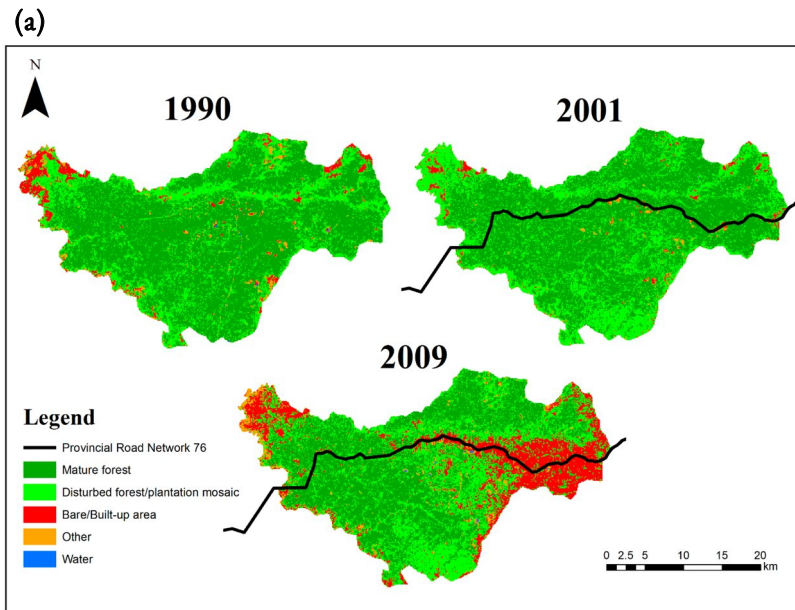 (a)
N
1990
2001
2009
Legend
Provincial Road Network 76
Mature forest
Disturbed forest/plantation mosaic
Bare/Built-up area
Other
Water
0 2.5 5 10 15 20
km